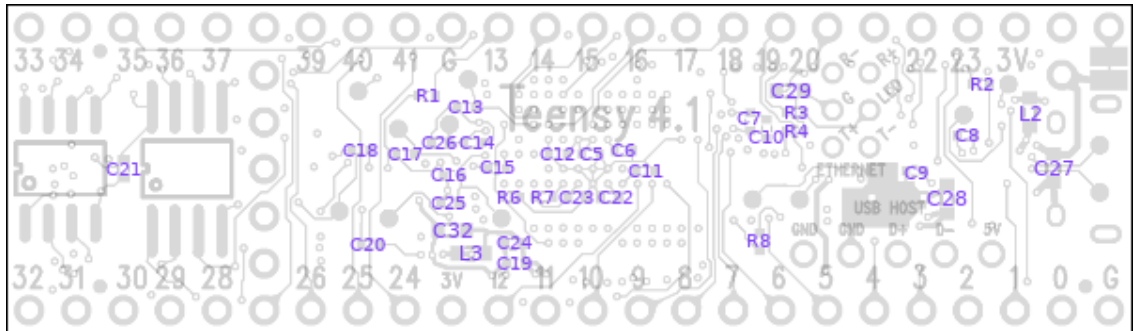 33 34 35 36 37 39 40 41 G 13 14 15 16 17 18 19 20 R- R+ 22 23 3V
R1 C13 Teensy 4.1 C29 G LED R2
C7 R3 L2
C26 C14 C10 R4 T+ T- C8
C18 C17 C12 C5 C6
C21 C16 C15 C11 ETHERNET C9 C27
C25 R6 R7 C23 C22 USB HOST C28
C32 GND GND D+ D- 5V
C20 L3 C24 R8
C19
32 31 30 29 28 26 25 24 3V 12 11 10 9 8 7 6 5 4 3 2 1 0 G